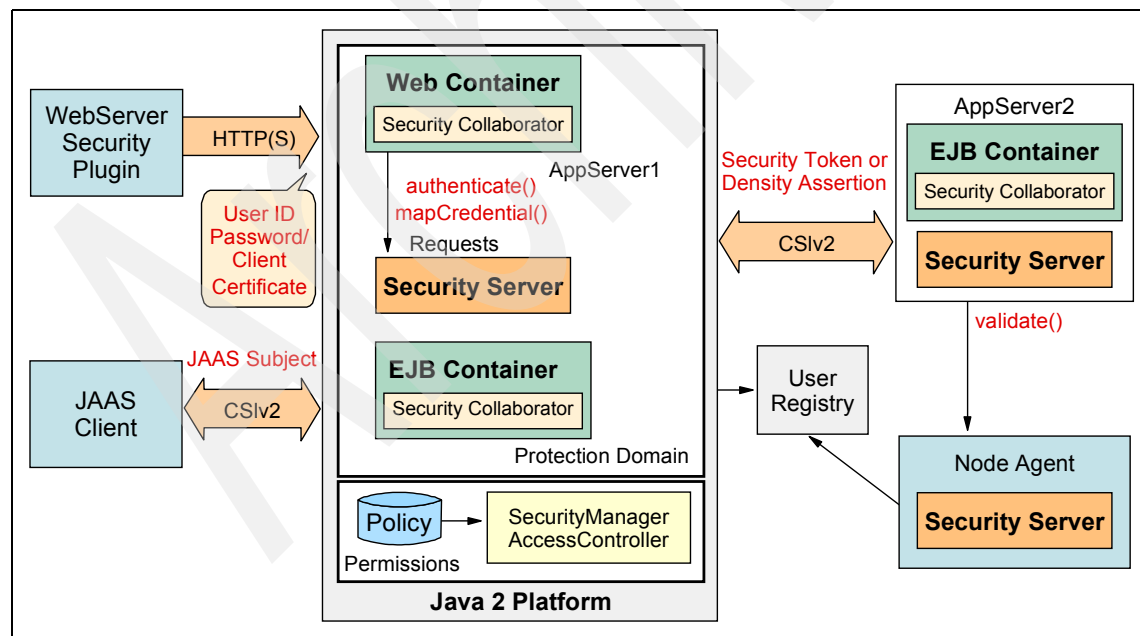 WebServer
Security
Plugin
HTTP(S)
User ID
Password/
Client
Certificate
JAAS
Client
JAAS Subject
CSIv2
Web Container
Security Collaborator
AppServer1
authenticate()
mapCredential()
Requests
Security Server
EJB Container
Security Collaborator
Protection Domain
Policy
Permissions
SecurityManager
AccessController
Java 2 Platform
Security Token or
Density Assertion
CSIv2
AppServer2
EJB Container
Security Collaborator
Security Server
validate()
User
Registry
Node Agent
Security Server